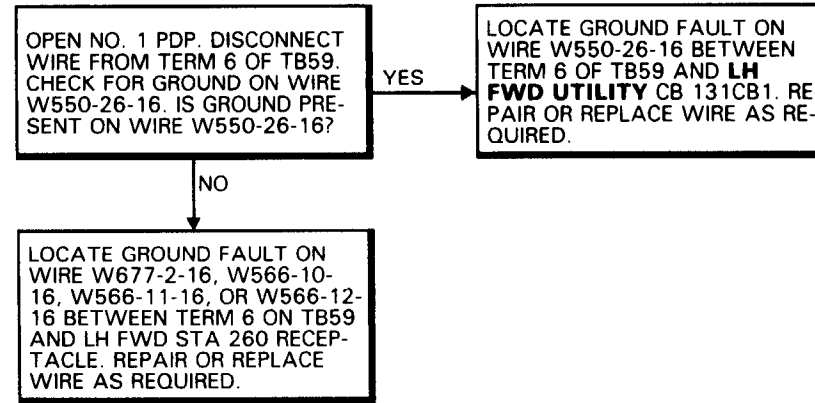 OPEN NO. 1 PDP. DISCONNECT
WIRE FROM TERM 6 OF TB59.
CHECK FOR GROUND ON WIRE
W550-26-16. IS GROUND PRE-
SENT ON WIRE W550-26-16?
YES
LOCATE GROUND FAULT ON
WIRE W550-26-16 BETWEEN
TERM 6 OF TB59 AND LH
FWD UTILITY CB 131CB1. RE-
PAIR OR REPLACE WIRE AS RE-
QUIRED.
NO
LOCATE GROUND FAULT ON
WIRE W677-2-16, W566-10-
16, W566-11-16, OR W566-12-
16 BETWEEN TERM 6 ON TB59
AND LH FWD STA 260 RECEP-
TACLE. REPAIR OR REPLACE
WIRE AS REQUIRED.